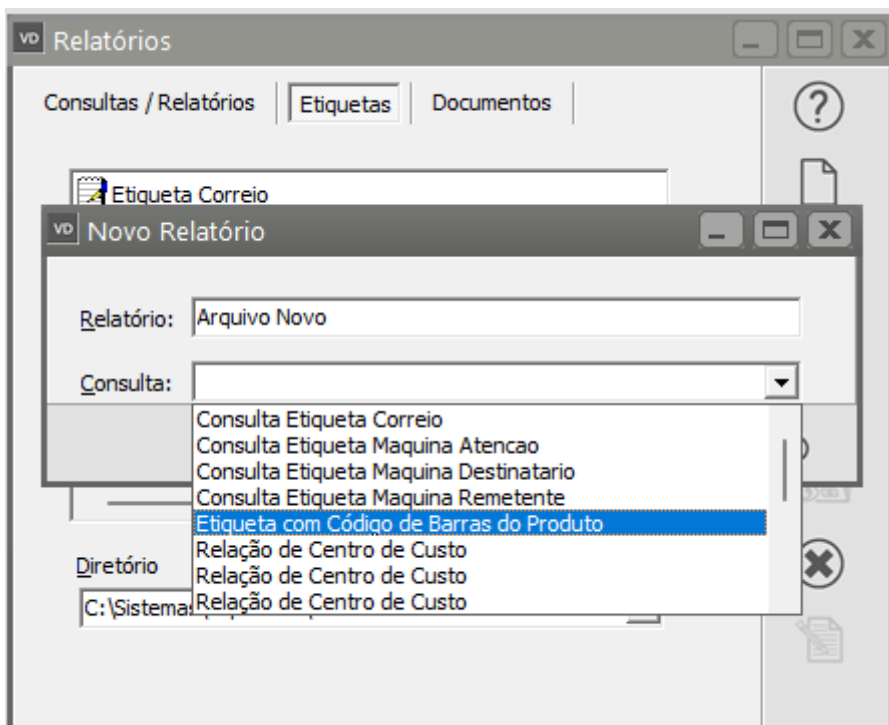 VD Relatórios
Consultas / Relatórios Etiquetas Documentos
Etiqueta Correio
VD Novo Relatório
Relatório: Arquivo Novo
Consulta:
Consulta Etiqueta Correio
Consulta Etiqueta Maquina Atencao
Consulta Etiqueta Maquina Destinatario
Consulta Etiqueta Maquina Remetente
Etiqueta com Código de Barras do Produto
Relação de Centro de Custo
Relação de Centro de Custo
Relação de Centro de Custo
Diretório
C:\Sistemas